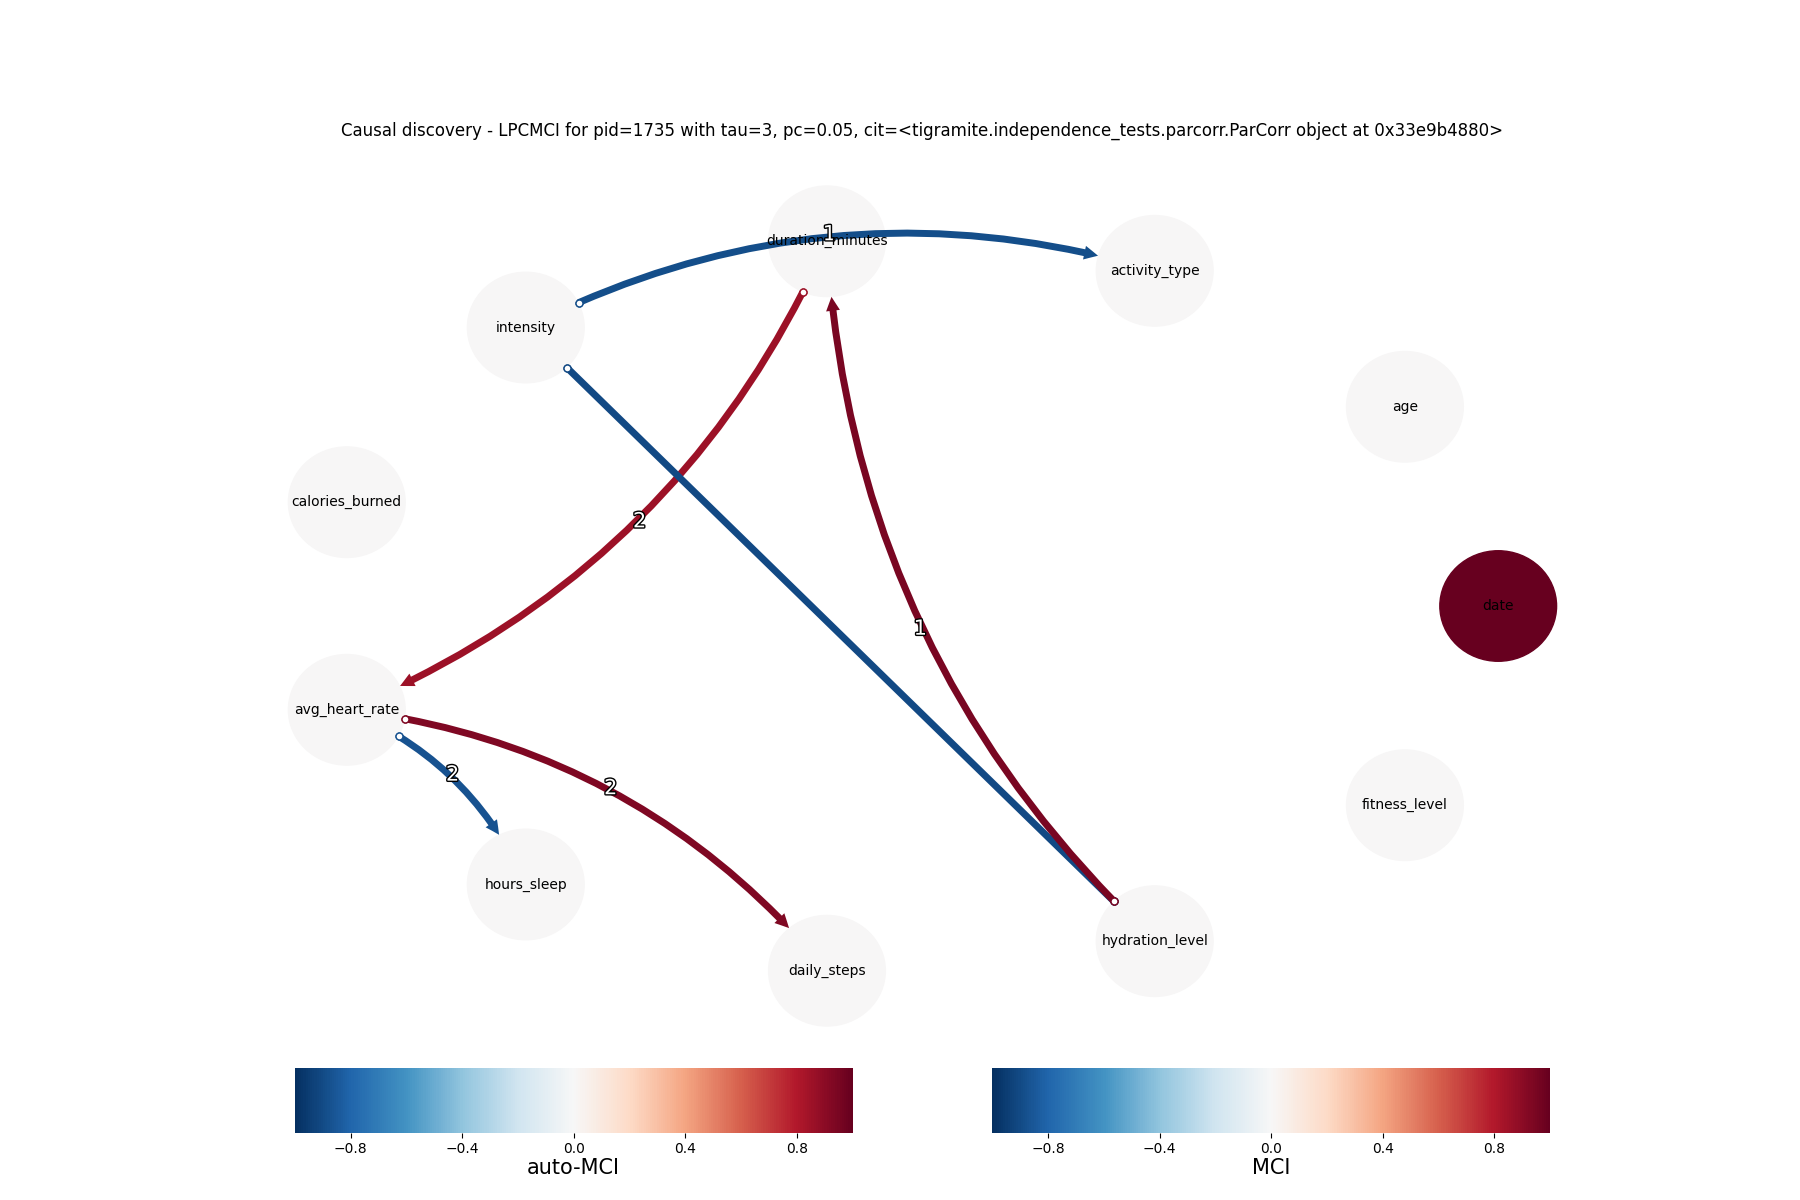 Causal discovery - LPCMCI for pid=1735 with tau=3, pc=0.05, cit=<tigramite.independence_tests.parcorr.ParCorr object at 0x33e9b4880>
1
duration_minutes
activity_type
intensity
age
calories_burned
2
date
1
avg_heart_rate
2
2
fitness_level
hours_sleep
hydration_level
daily_steps
−0.8 −0.4 0.0 0.4 0.8
auto-MCI
−0.8 −0.4 0.0 0.4 0.8
MCI